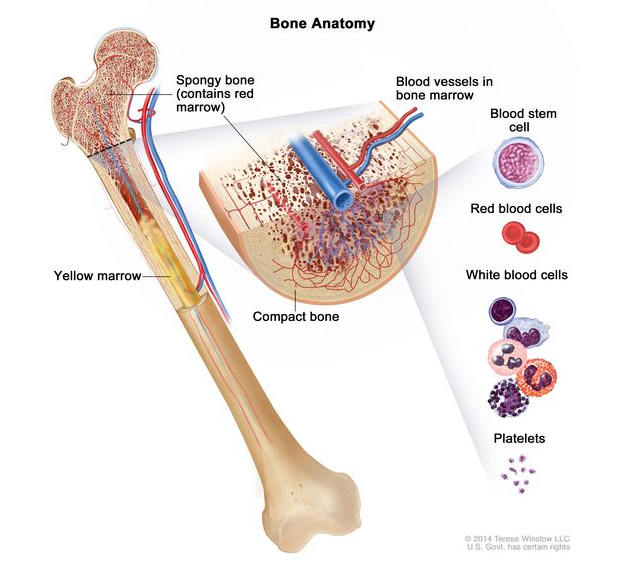 Bone Anatomy
Spongy bone
(contains red
marrow)
Blood vessels in
bone marrow
Blood stem
cell
Red blood cells
White blood cells
Yellow marrow
Compact bone
Platelets
© 2014 Terese Winslow LLC
U.S. Govt. has certain rights